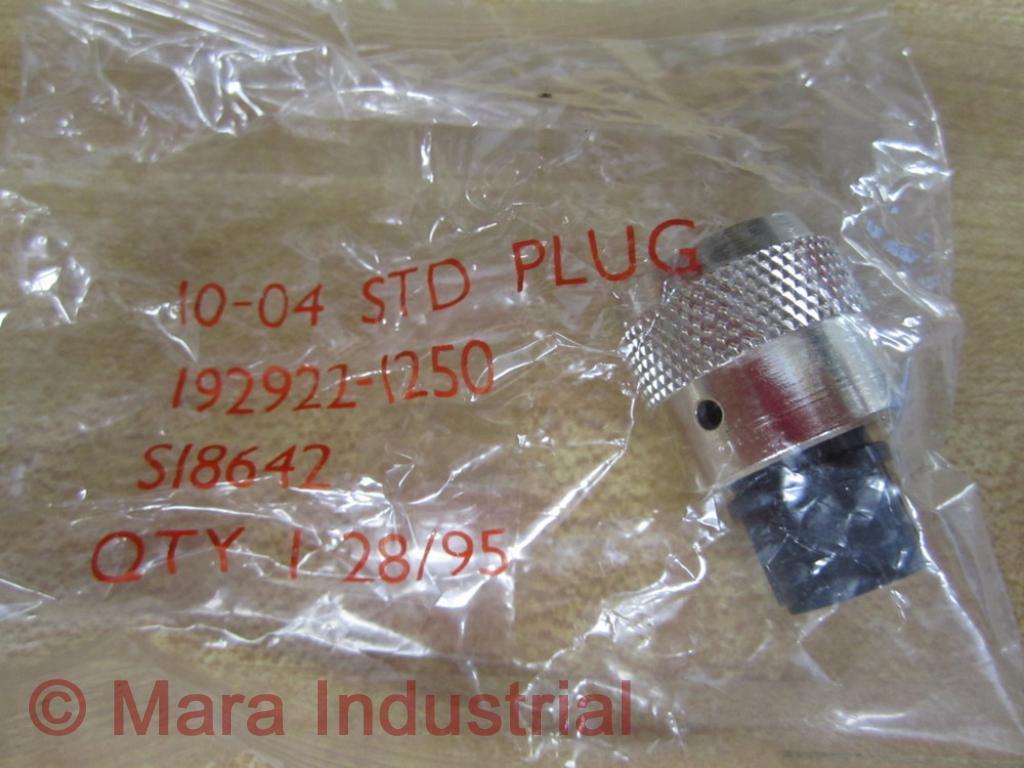 10-04 STD PLUG
192922-1250
S18642
QTY 1 28/95
© Mara Industrial